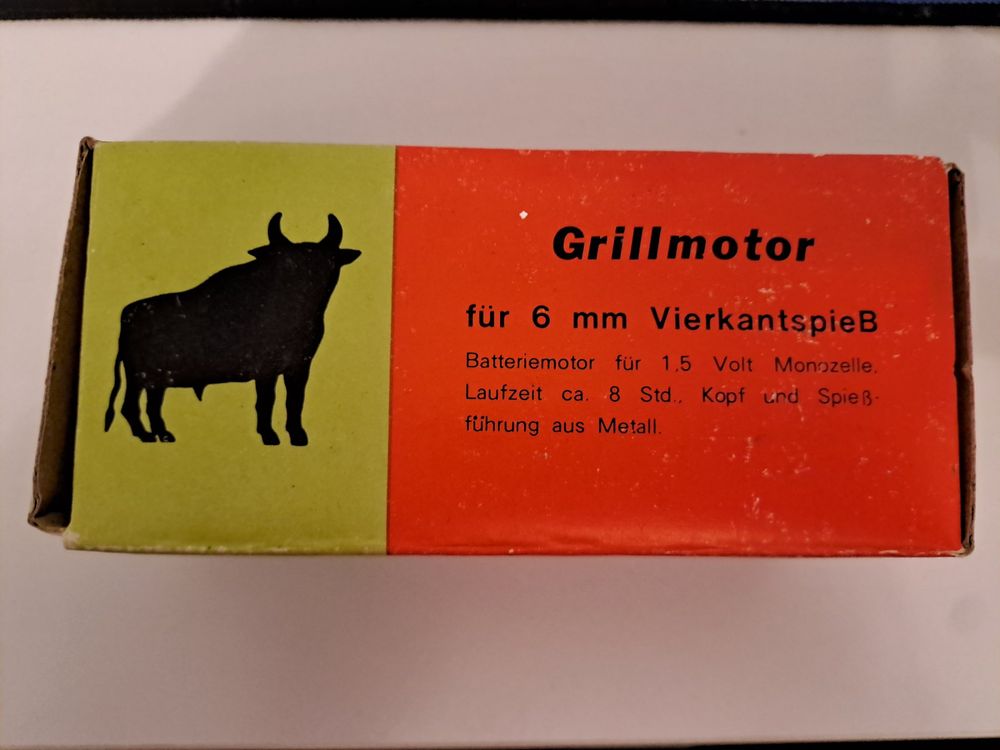 Grillmotor
für 6 mm VierkantspieB
Batteriemotor für 1,5 Volt Monozelle,
Laufzeit ca. 8 Std., Kopf und Spieß-
führung aus Metall.